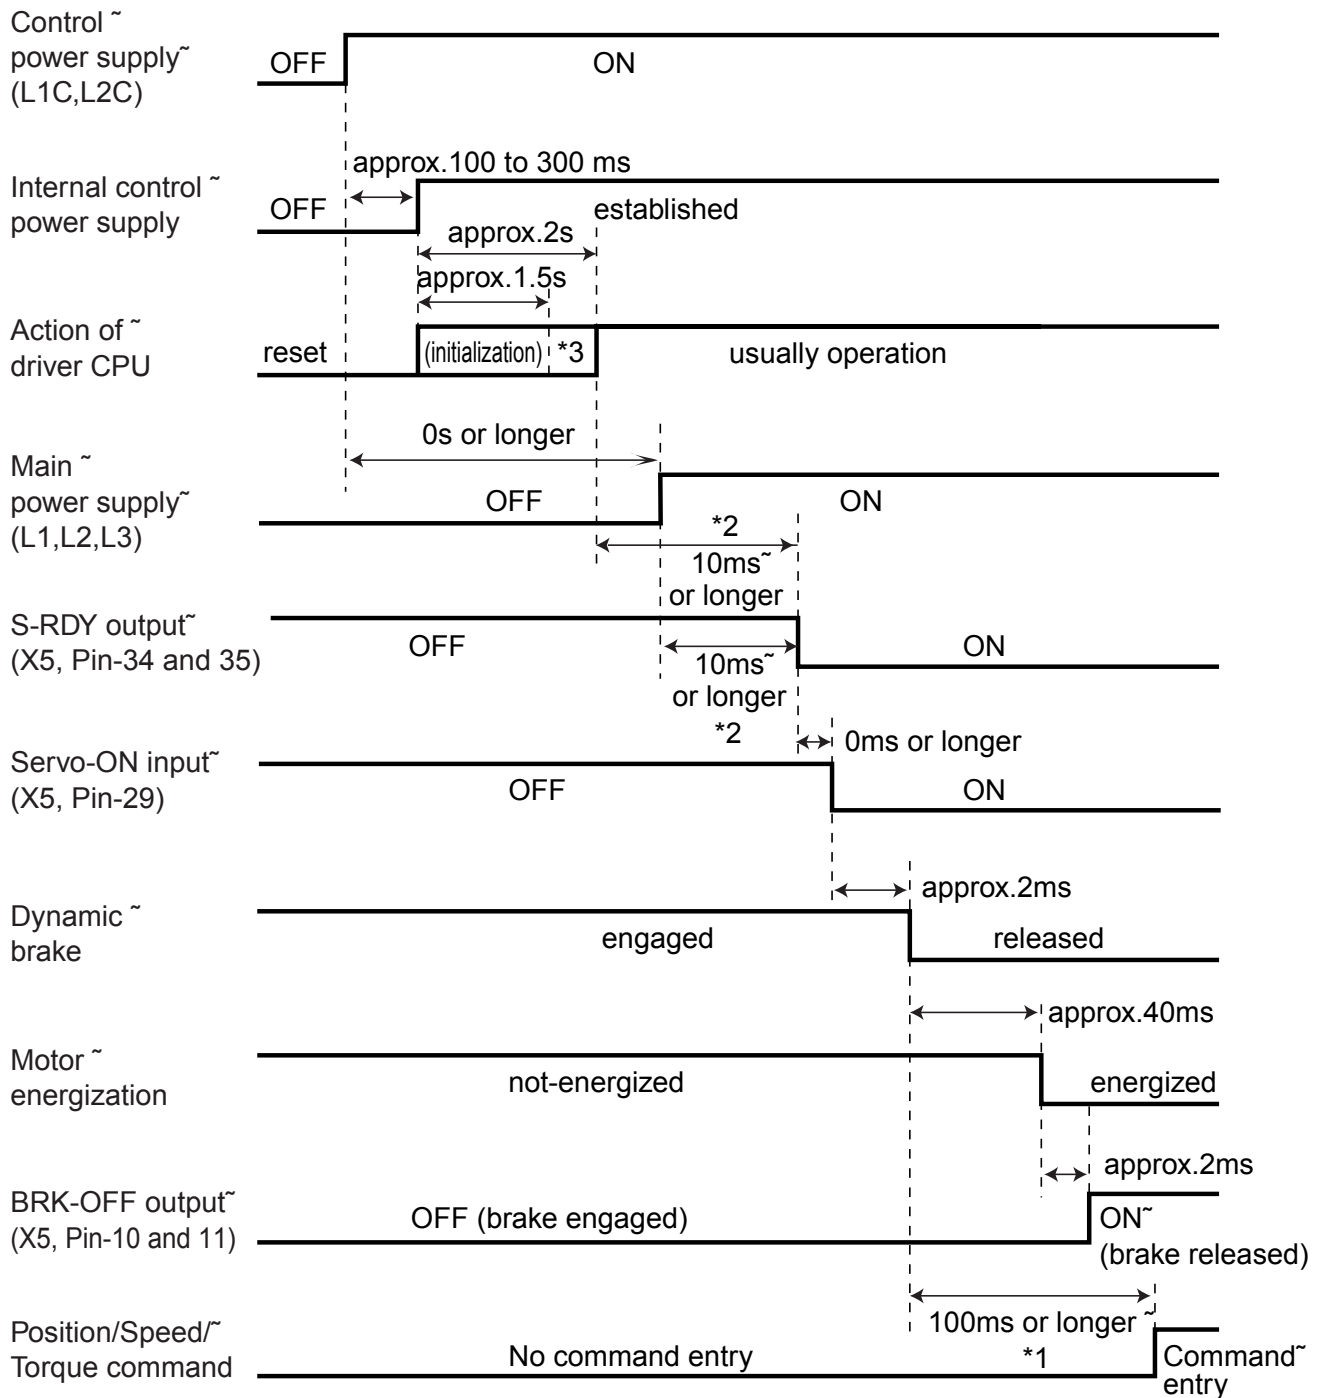 Control ˜
power supply˜
(L1C,L2C)
OFF
ON
approx.100 to 300 ms
Internal control ˜
power supply
OFF
established
approx.2s
approx.1.5s
Action of ˜
driver CPU
reset
(initialization)
*3
usually operation
0s or longer
Main ˜
power supply˜
(L1,L2,L3)
OFF
ON
*2
10ms˜
or longer
S-RDY output˜
(X5, Pin-34 and 35)
OFF
ON
10ms˜
or longer
*2
0ms or longer
Servo-ON input˜
(X5, Pin-29)
OFF
ON
approx.2ms
Dynamic ˜
brake
engaged
released
approx.40ms
Motor ˜
energization
not-energized
energized
approx.2ms
BRK-OFF output˜
(X5, Pin-10 and 11)
OFF (brake engaged)
ON˜
(brake released)
100ms or longer ˜
*1
Position/Speed/˜
Torque command
No command entry
Command˜
entry